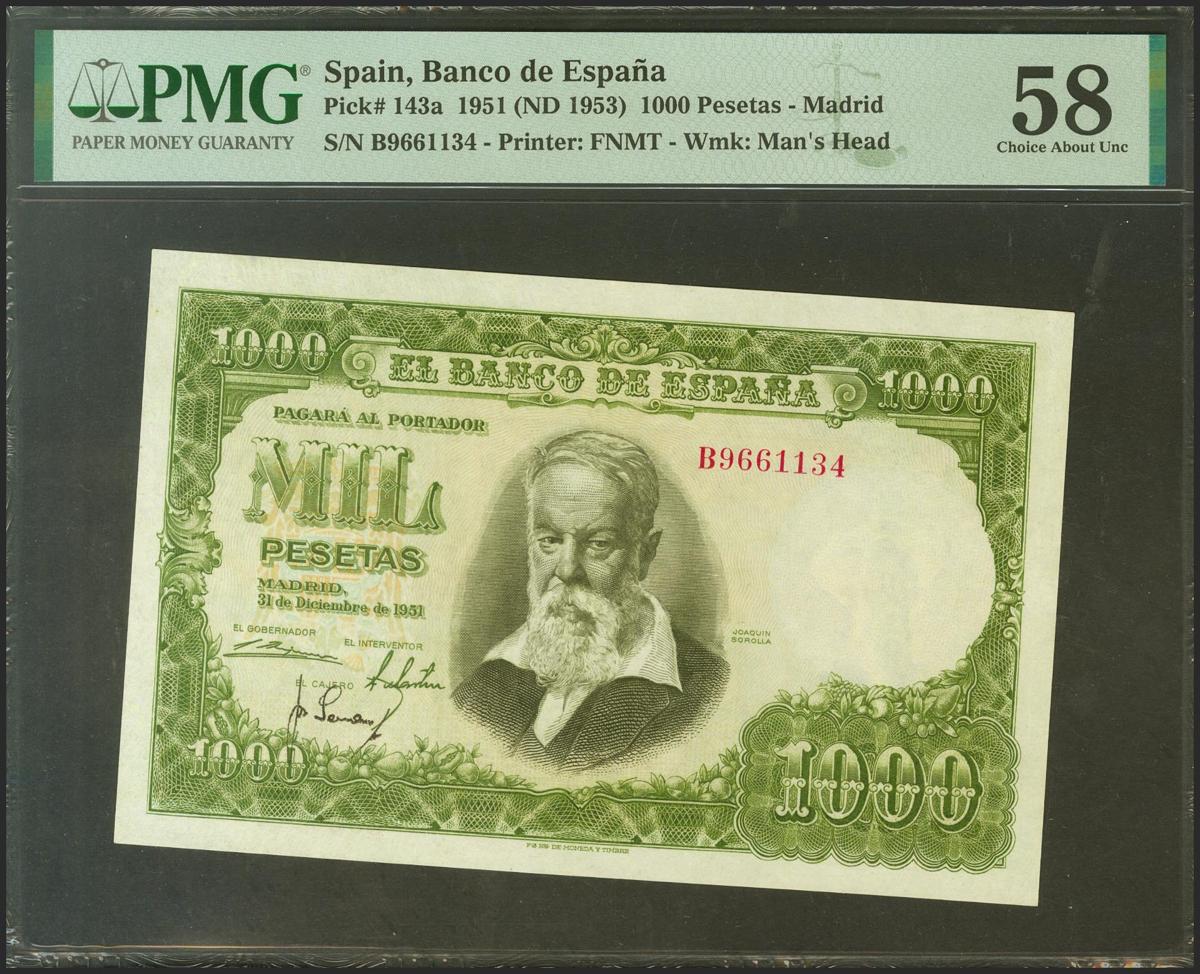 PMG®
PAPER MONEY GUARANTY
Spain, Banco de España
Pick# 143a 1951 (ND 1953) 1000 Pesetas - Madrid
S/N B9661134 - Printer: FNMT - Wmk: Man's Head
58
Choice About Unc
1000
EL BANCO DE ESPAÑA
1000
PAGARÁ AL PORTADOR
MIL
PESETAS
MADRID,
31 de Diciembre de 1951
B9661134
EL GOBERNADOR
EL INTERVENTOR
EL CAJERO
JOAQUIN
SOROLLA
1000
1000